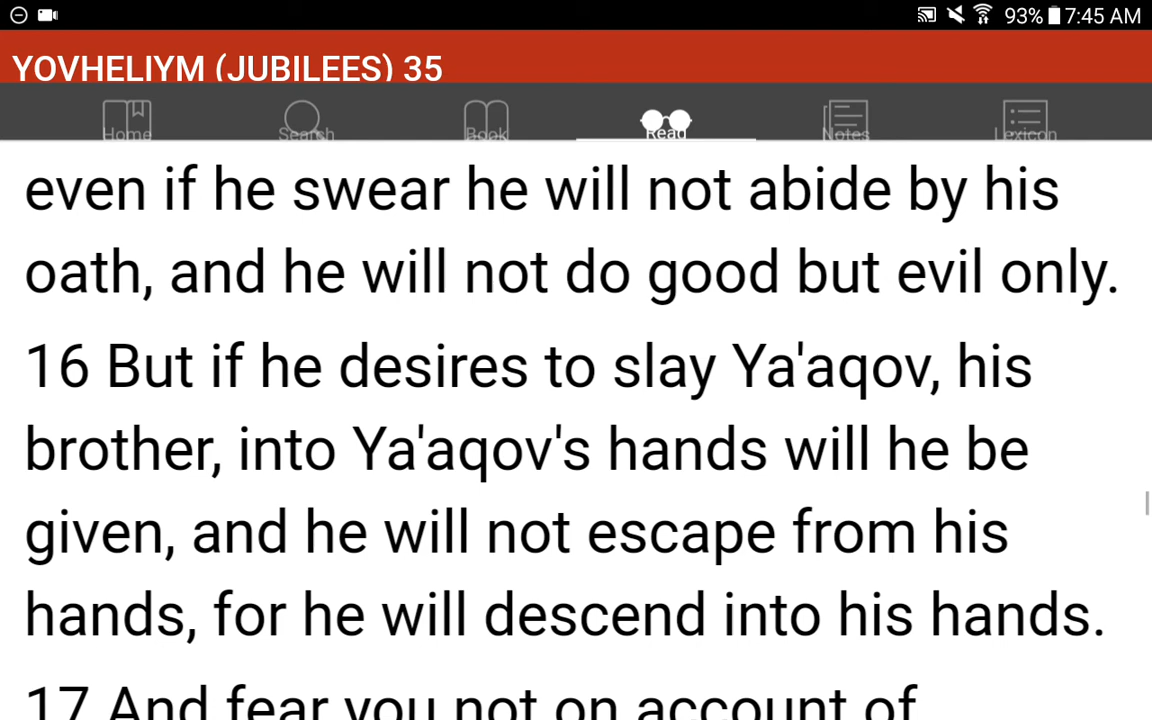 93% 7:45 AM
YOVHELIYM (JUBILEES) 35
Home Search Book Read Notes Lexicon
even if he swear he will not abide by his
oath, and he will not do good but evil only.
16 But if he desires to slay Ya'aqov, his
brother, into Ya'aqov's hands will he be
given, and he will not escape from his
hands, for he will descend into his hands.
17 And fear you not on account of